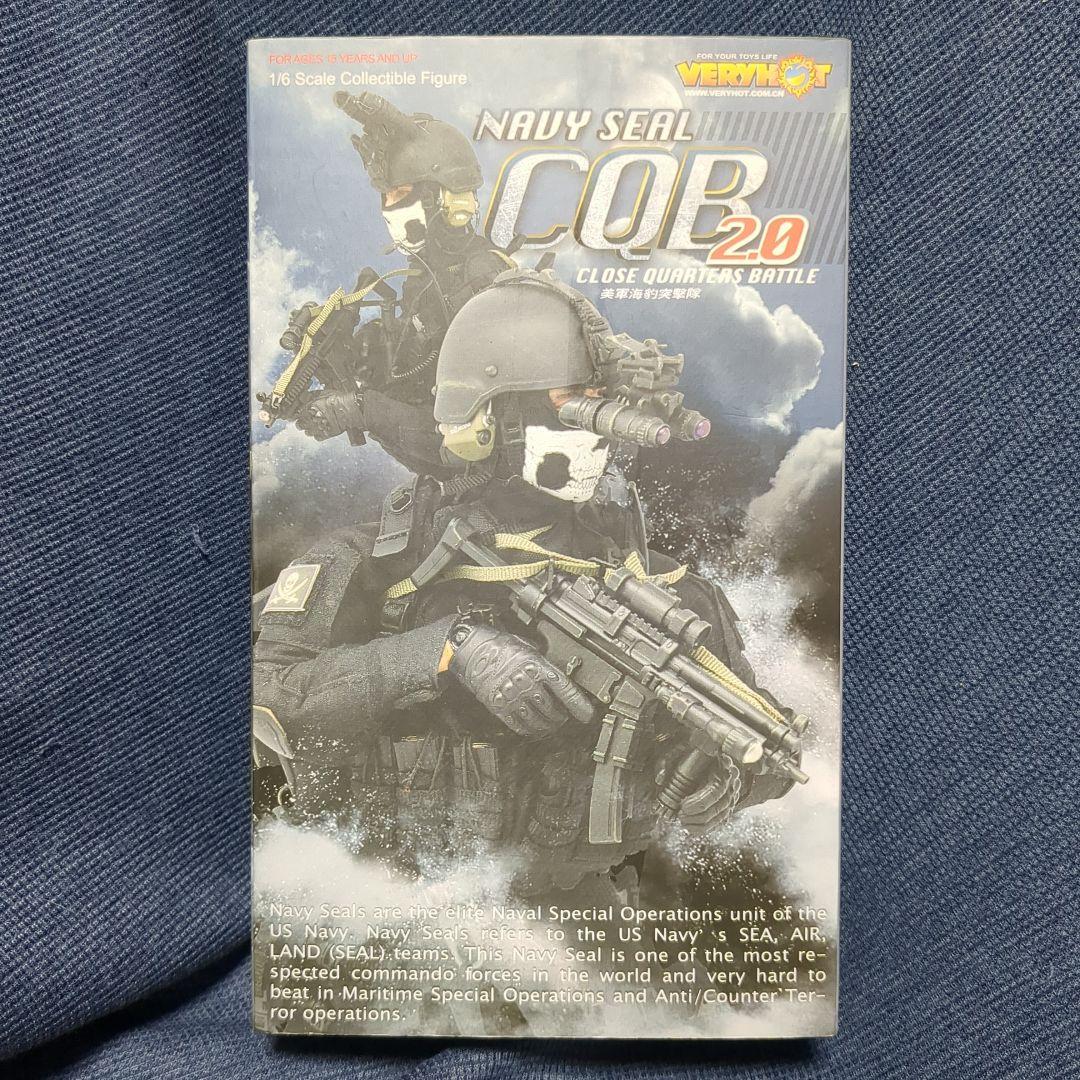 FOR AGES 15 YEARS AND UP
1/6 Scale Collectible Figure
FOR YOUR TOYS LIFE
VERYHOT
WWW.VERYHOT.COM.CN
NAVY SEAL
CQB
2.0
CLOSE QUARTERS BATTLE
美軍海豹突擊隊
Navy Seals are the elite Naval Special Operations unit of the
US Navy. Navy Seals refers to the US Navy' s SEA, AIR,
LAND (SEAL) teams. This Navy Seal is one of the most re-
spected commando forces in the world and very hard to
beat in Maritime Special Operations and Anti/Counter Ter-
ror operations.